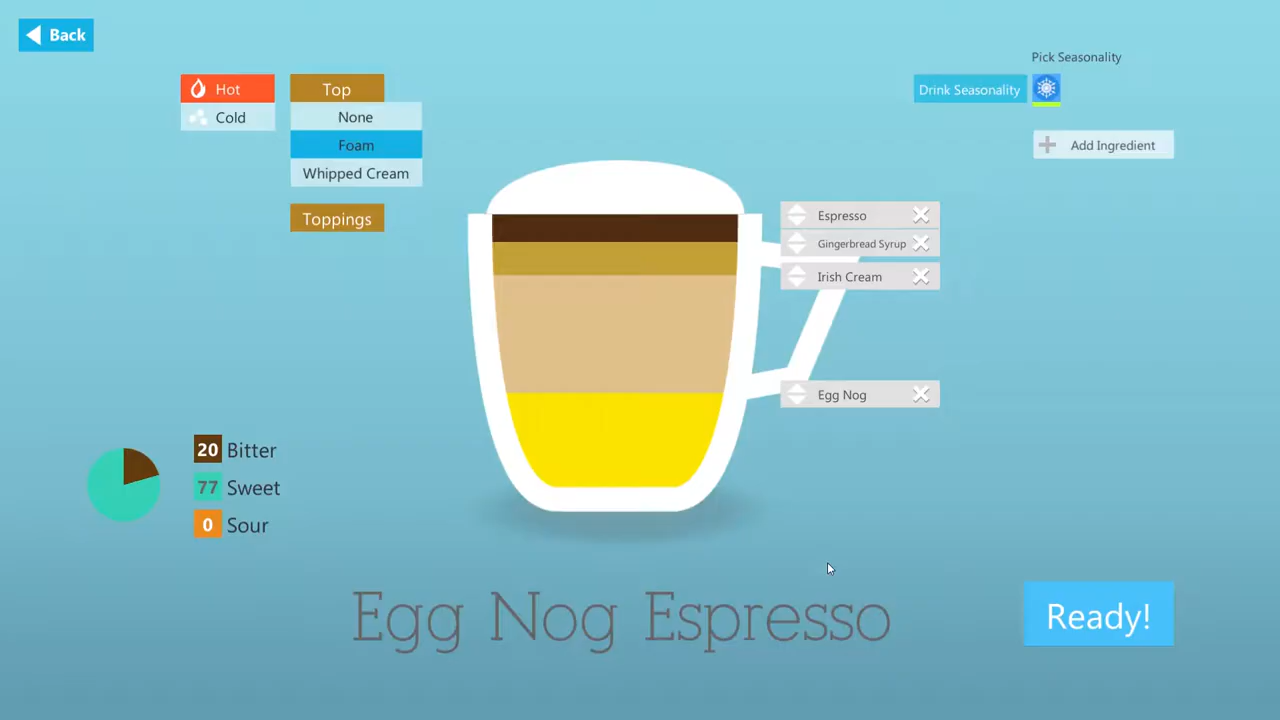 Back
Pick Seasonality
Hot
Top
Drink Seasonality
Cold
None
Foam
Add Ingredient
Whipped Cream
Toppings
Espresso
Gingerbread Syrup
Irish Cream
Egg Nog
20 Bitter
77 Sweet
0 Sour
Egg Nog Espresso
Ready!